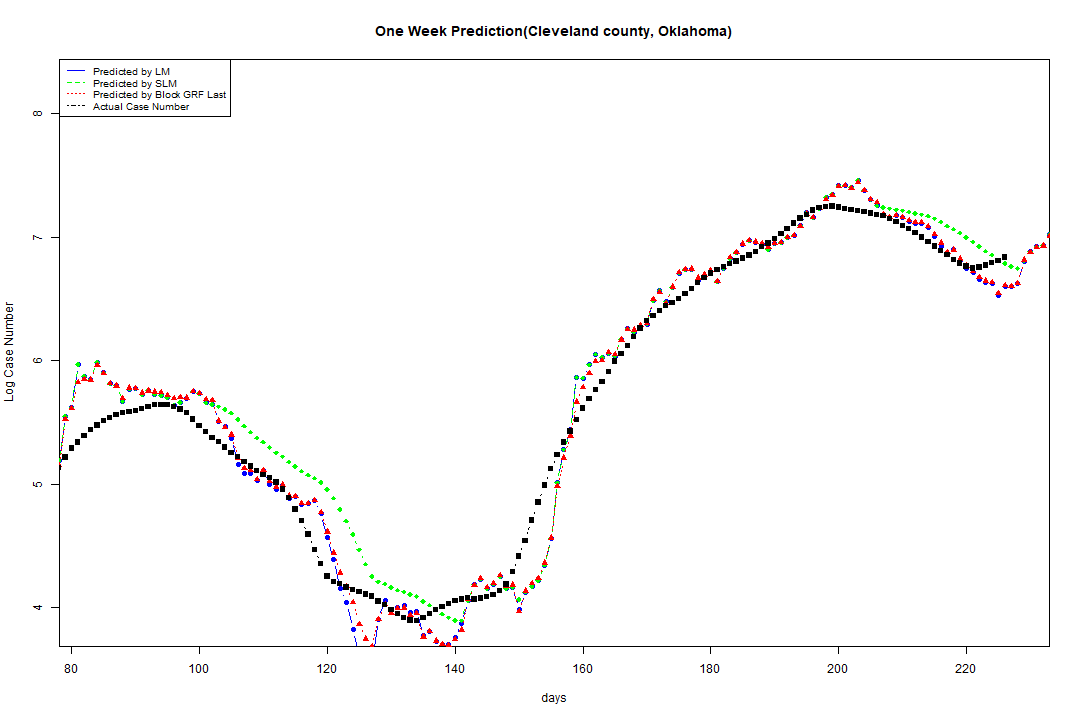 One Week Prediction(Cleveland county, Oklahoma)
Predicted by LM
Predicted by SLM
Predicted by Block GRF Last
Actual Case Number
Log Case Number
8
7
6
5
4
80 100 120 140 160 180 200 220
days